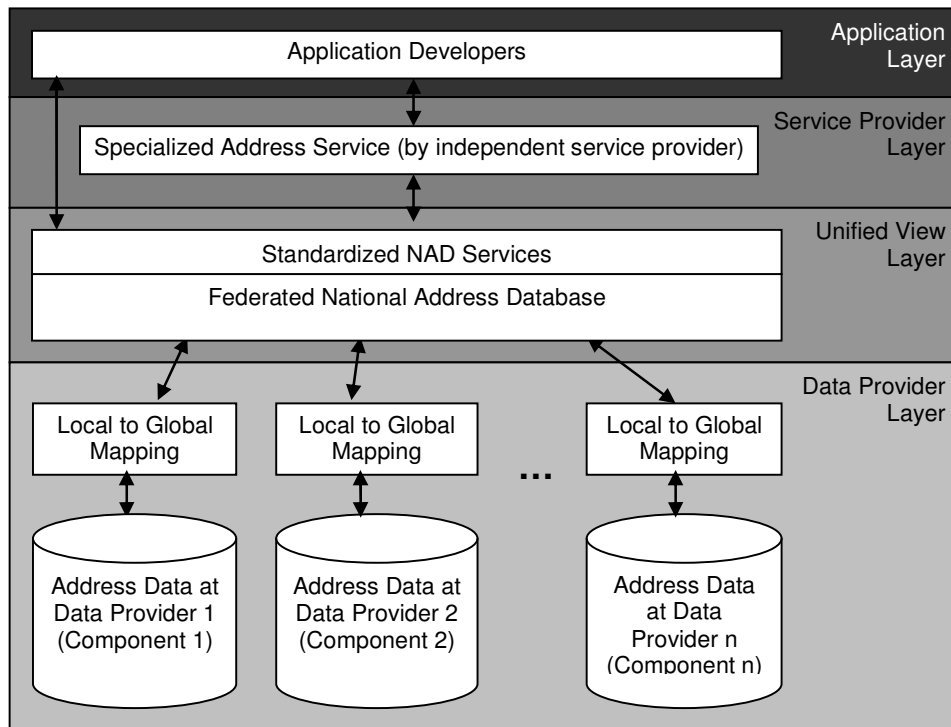 Application
Layer
Application Developers
Service Provider
Layer
Specialized Address Service (by independent service provider)
Unified View
Layer
Standardized NAD Services
Federated National Address Database
Data Provider
Layer
Local to Global
Mapping
Local to Global
Mapping
...
Local to Global
Mapping
Address Data at
Data Provider 1
(Component 1)
Address Data at
Data Provider 2
(Component 2)
Address Data
at Data
Provider n
(Component n)